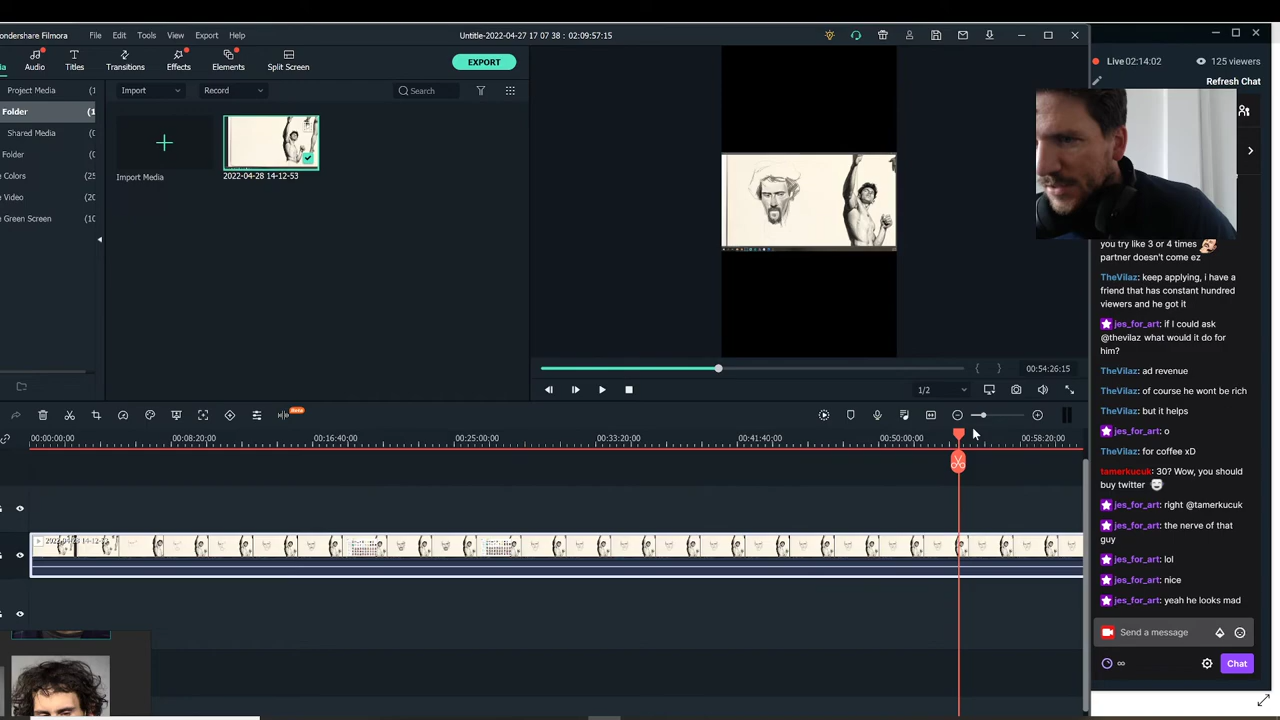 ondershare Filmora
File Edit Tools View Export Help
Untitle-2022-04-27 17 07 38 : 02:09:57:15
Audio Titles Transitions Effects Elements Split Screen
EXPORT
Project Media (1
Folder (1
Shared Media (0
Folder (0
Colors (2
Video (0
Green Screen (10
Import Record Search
Import Media
2022-04-28 14-12-53
00:54:26:15
1/2
Beta
00:00:00;00 00:08:20;00 00:16:40;00 00:25:00;00 00:33:20;00 00:41:40;00 00:50:00;00 00:58:20;00
Live 02:14:02
125 viewers
Refresh Chat
you try like 3 or 4 times
partner doesn't come ez
TheVilaz: keep applying, i have a
friend that has constant hundred
viewers and he got it
jes_for_art: if I could ask
@thevilaz what would it do for
him?
TheVilaz: ad revenue
TheVilaz: of course he wont be rich
TheVilaz: but it helps
jes_for_art: o
TheVilaz: for coffee xD
tamerkucuk: 30? Wow, you should
buy twitter
jes_for_art: right @tamerkucuk
jes_for_art: the nerve of that
guy
jes_for_art: lol
jes_for_art: nice
jes_for_art: yeah he looks mad
Send a message
∞
Chat